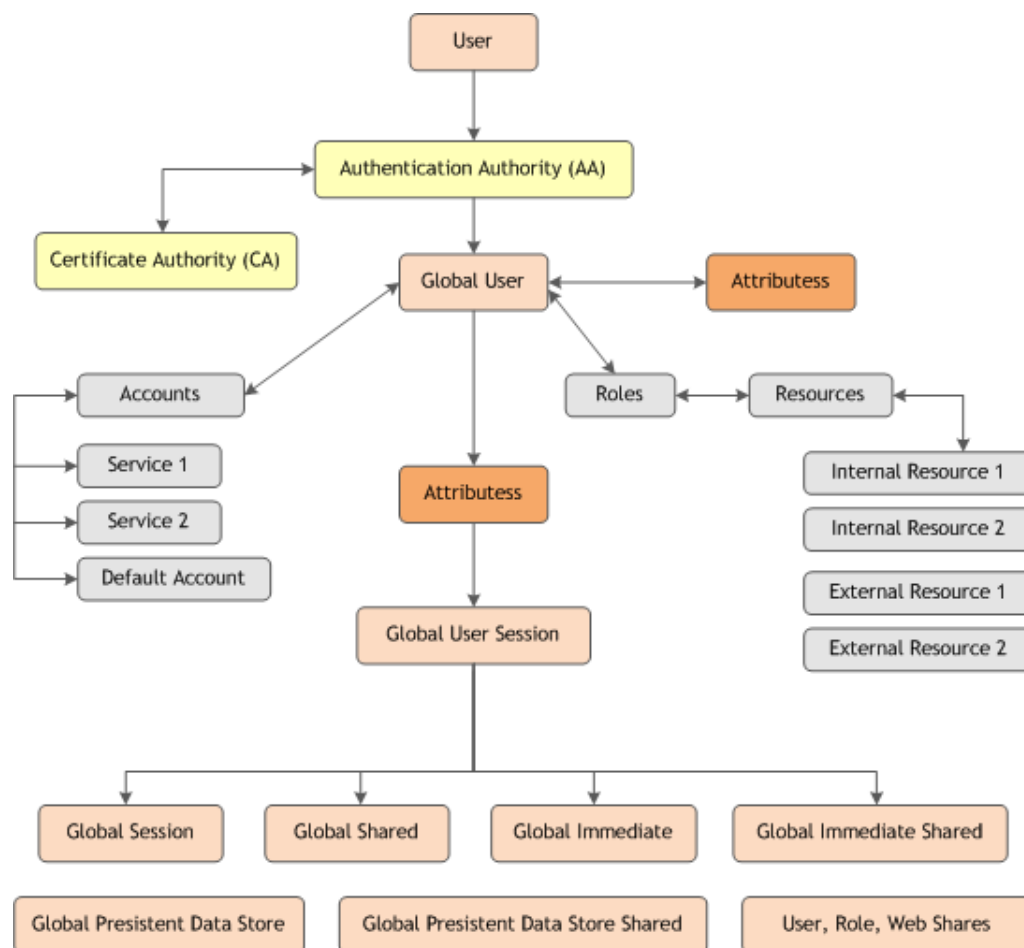 User
Authentication Authority (AA)
Certificate Authority (CA)
Global User
Attributess
Accounts
Roles
Resources
Service 1
Internal Resource 1
Attributess
Service 2
Internal Resource 2
Default Account
External Resource 1
Global User Session
External Resource 2
Global Session
Global Shared
Global Immediate
Global Immediate Shared
Global Presistent Data Store
Global Presistent Data Store Shared
User, Role, Web Shares